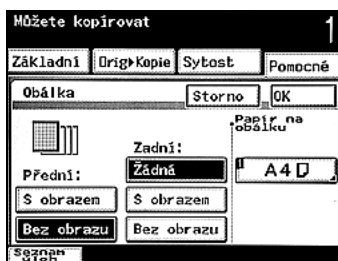 Můžete kopírovat 1
Základní Orig▸Kopie Sytost Pomocné
Obálka Storno OK
Papír na
obálku
Zadní:
Přední: Žádná A4
S obrazem S obrazem
Bez obrazu Bez obrazu
Seznam
úloh